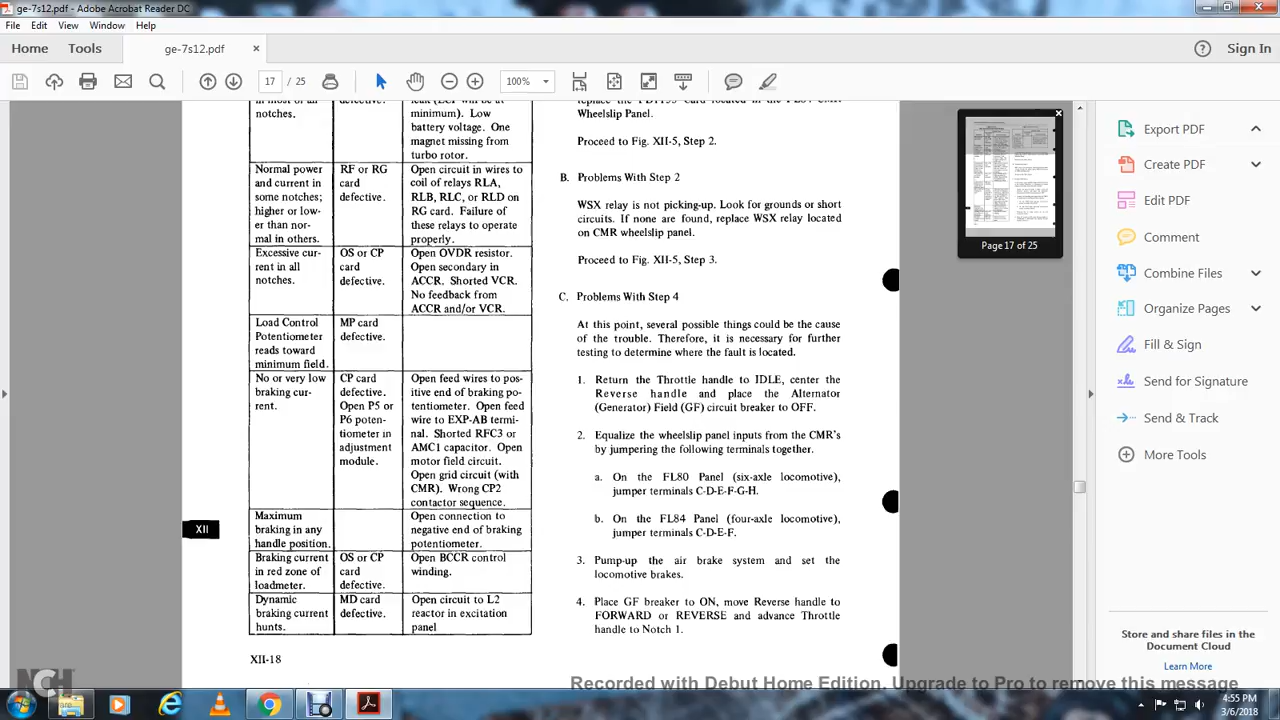 ge-7s12.pdf - Adobe Acrobat Reader DC
File Edit View Window Help
Home Tools ge-7s12.pdf × Sign In
17 / 25 100%
in most or all
notches.
defective.
leak (LCP will be at
minimum). Low
battery voltage. One
magnet missing from
turbo rotor.
Normal power
and current in
some notches;
higher or low-
er than nor-
mal in others.
RF or RG
card
defective.
Open circuit in wires to
coil of relays RLA,
RLB, RLC, or RLD on
RG card. Failure of
these relays to operate
properly.
Excessive cur-
rent in all
notches.
OS or CP
card
defective.
Open OVDR resistor.
Open secondary in
ACCR. Shorted VCR.
No feedback from
ACCR and/or VCR.
Load Control
Potentiometer
reads toward
minimum field.
MP card
defective.
No or very low
braking cur-
rent.
CP card
defective.
Open P5 or
P6 poten-
tiometer in
adjustment
module.
Open feed wires to pos-
itive end of braking po-
tentiometer. Open feed
wire to EXP-AB termi-
nal. Shorted RFC3 or
AMC1 capacitor. Open
motor field circuit.
Open grid circuit (with
CMR). Wrong CP2
contactor sequence.
Maximum
braking in any
handle position.
Open connection to
negative end of braking
potentiometer.
Braking current
in red zone of
loadmeter.
OS or CP
card
defective.
Open BCCR control
winding.
Dynamic
braking current
hunts.
MD card
defective.
Open circuit to L2
reactor in excitation
panel
XII
XII-18
Wheelslip Panel.
Proceed to Fig. XII-5, Step 2.
B. Problems With Step 2
WSX relay is not picking-up. Look for grounds or short
circuits. If none are found, replace WSX relay located
on CMR wheelslip panel.
Proceed to Fig. XII-5, Step 3.
C. Problems With Step 4
At this point, several possible things could be the cause
of the trouble. Therefore, it is necessary for further
testing to determine where the fault is located.
1. Return the Throttle handle to IDLE, center the
Reverse handle and place the Alternator
(Generator) Field (GF) circuit breaker to OFF.
2. Equalize the wheelslip panel inputs from the CMR's
by jumpering the following terminals together.
a. On the FL80 Panel (six-axle locomotive),
jumper terminals C-D-E-F-G-H.
b. On the FL84 Panel (four-axle locomotive),
jumper terminals C-D-E-F.
3. Pump-up the air brake system and set the
locomotive brakes.
4. Place GF breaker to ON, move Reverse handle to
FORWARD or REVERSE and advance Throttle
handle to Notch 1.
Page 17 of 25
Export PDF
Create PDF
Edit PDF
Comment
Combine Files
Organize Pages
Fill & Sign
Send for Signature
Send & Track
More Tools
Store and share files in the
Document Cloud
Learn More
NCH
Recorded with Debut Home Edition. Upgrade to Pro to remove this message
4:55 PM
3/6/2018